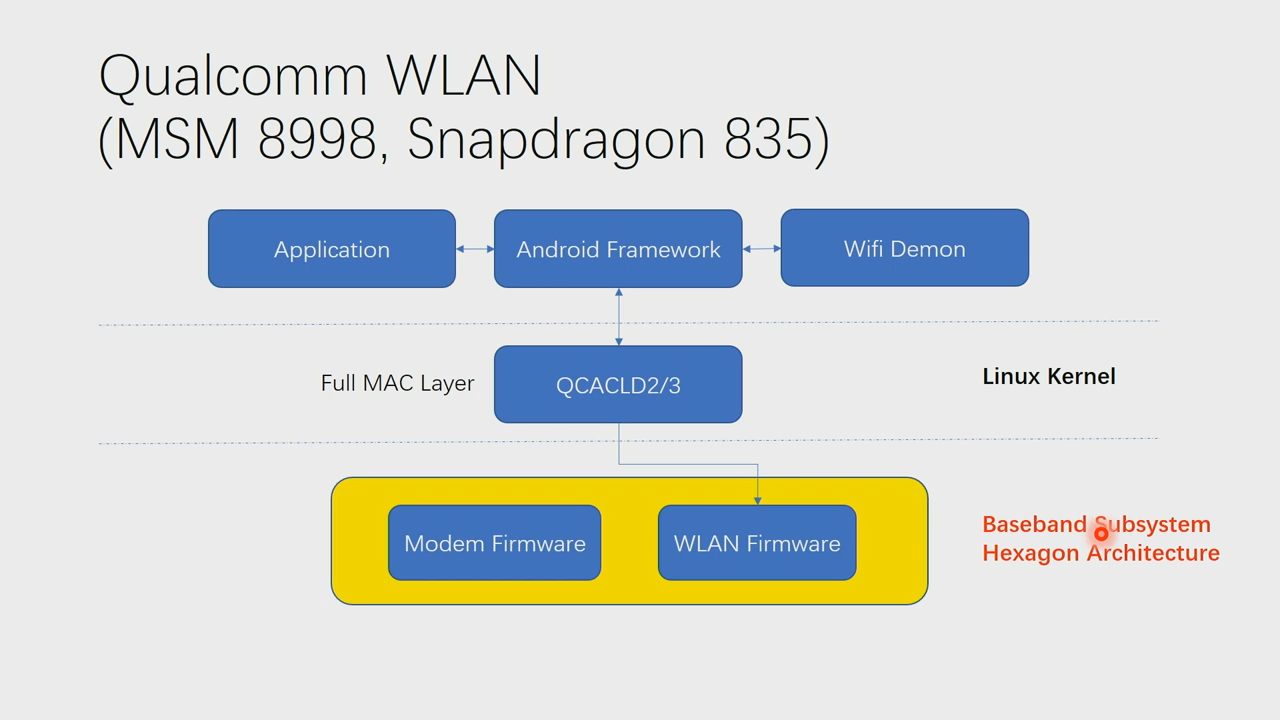 Qualcomm WLAN
(MSM 8998, Snapdragon 835)
Application
Android Framework
Wifi Demon
Full MAC Layer
QCACLD2/3
Linux Kernel
Modem Firmware
WLAN Firmware
Baseband Subsystem
Hexagon Architecture